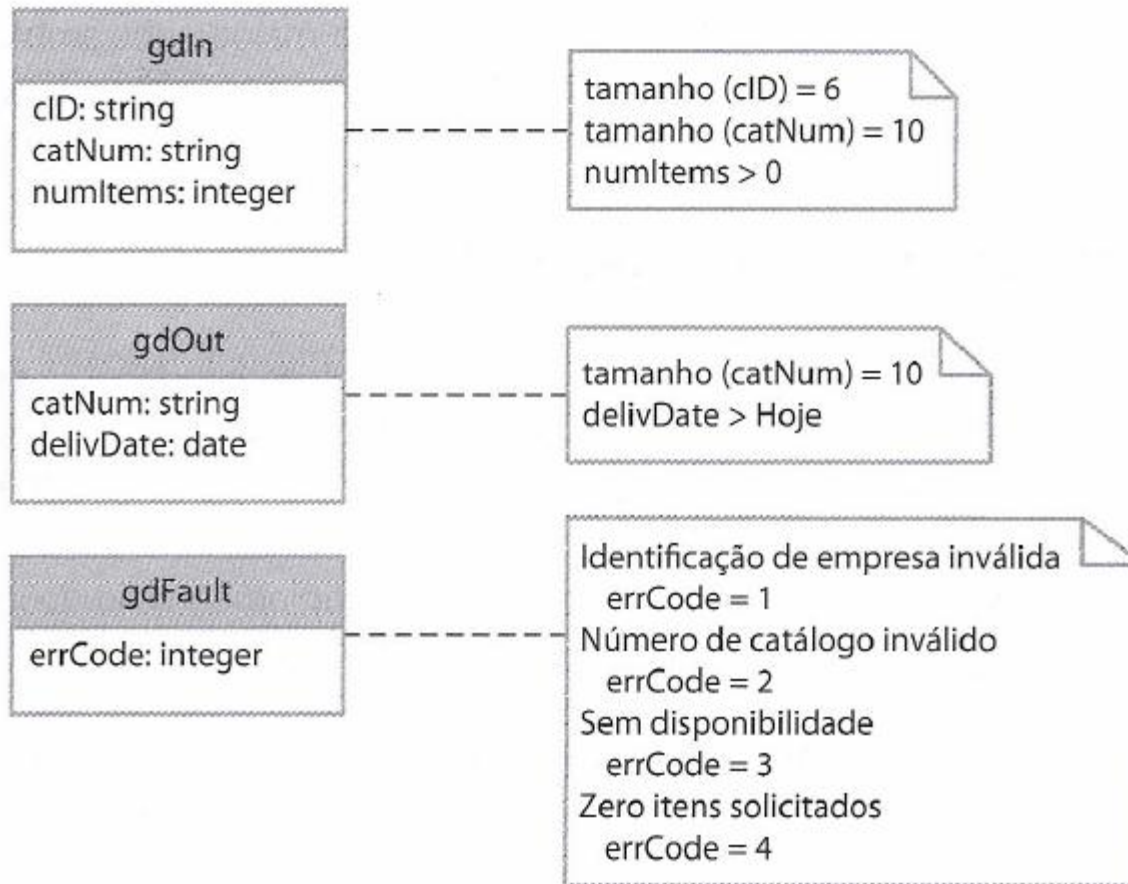 gdIn
cID: string
catNum: string
numItems: integer
tamanho (cID) = 6
tamanho (catNum) = 10
numItems > 0
gdOut
catNum: string
delivDate: date
tamanho (catNum) = 10
delivDate > Hoje
gdFault
errCode: integer
Identificação de empresa inválida
errCode = 1
Número de catálogo inválido
errCode = 2
Sem disponibilidade
errCode = 3
Zero itens solicitados
errCode = 4